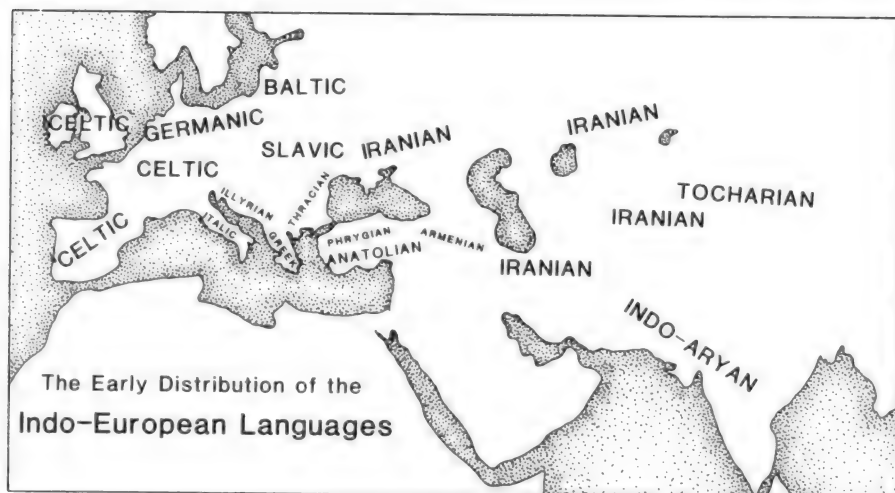 BALTIC
CELTIC
GERMANIC
IRANIAN
SLAVIC
IRANIAN
CELTIC
TOCHARIAN
ILLYRIAN
THRACIAN
IRANIAN
CELTIC
ITALIC
GREEK
PHRYGIAN
ARMENIAN
ANATOLIAN
IRANIAN
INDO-ARYAN
The Early Distribution of the
Indo-European Languages